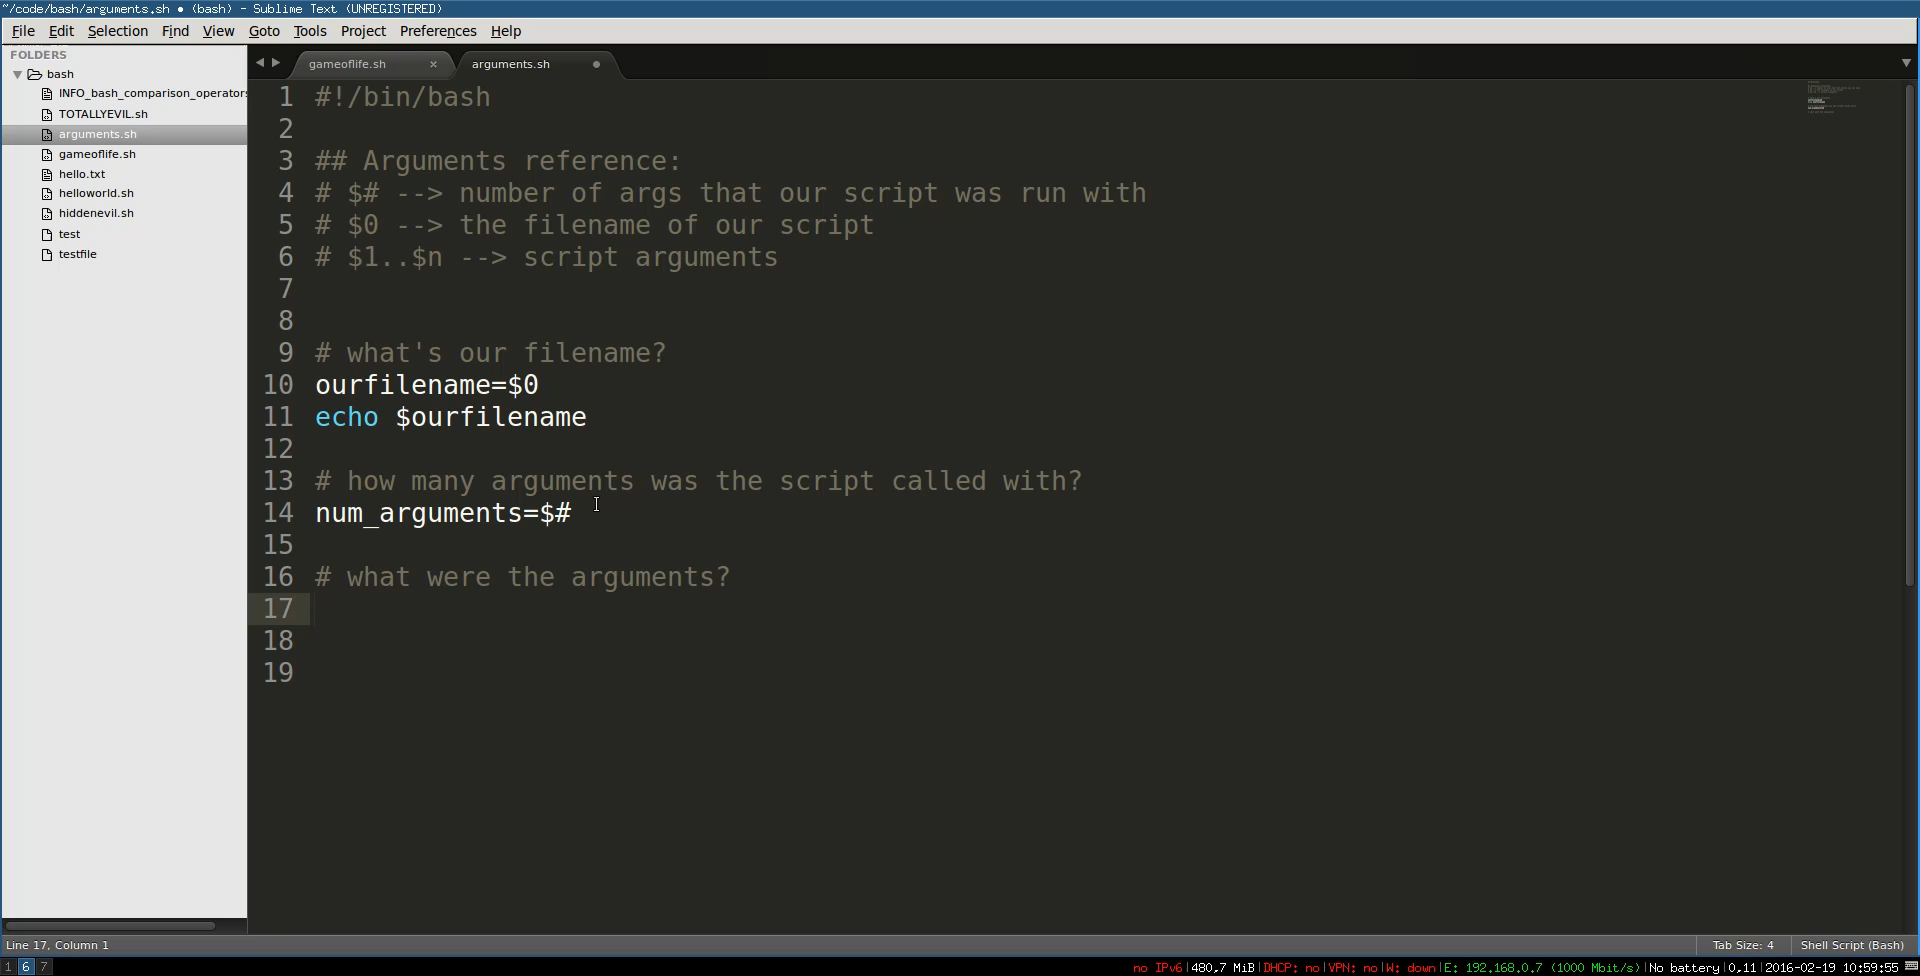 ~/code/bash/arguments.sh • (bash) - Sublime Text (UNREGISTERED)
File Edit Selection Find View Goto Tools Project Preferences Help
FOLDERS
bash
INFO_bash_comparison_operators
TOTALLYEVIL.sh
arguments.sh
gameoflife.sh
hello.txt
helloworld.sh
hiddenevil.sh
test
testfile
gameoflife.sh × arguments.sh
1 #!/bin/bash
2
3 ## Arguments reference:
4 # $# --> number of args that our script was run with
5 # $0 --> the filename of our script
6 # $1..$n --> script arguments
7
8
9 # what's our filename?
10 ourfilename=$0
11 echo $ourfilename
12
13 # how many arguments was the script called with?
14 num_arguments=$#
15
16 # what were the arguments?
17
18
19
Line 17, Column 1 Tab Size: 4 Shell Script (Bash)
1 6 7 no IPv6|480,7 MiB|DHCP: no|VPN: no|W: down|E: 192.168.0.7 (1000 Mbit/s)|No battery|0,11|2016-02-19 10:59:55